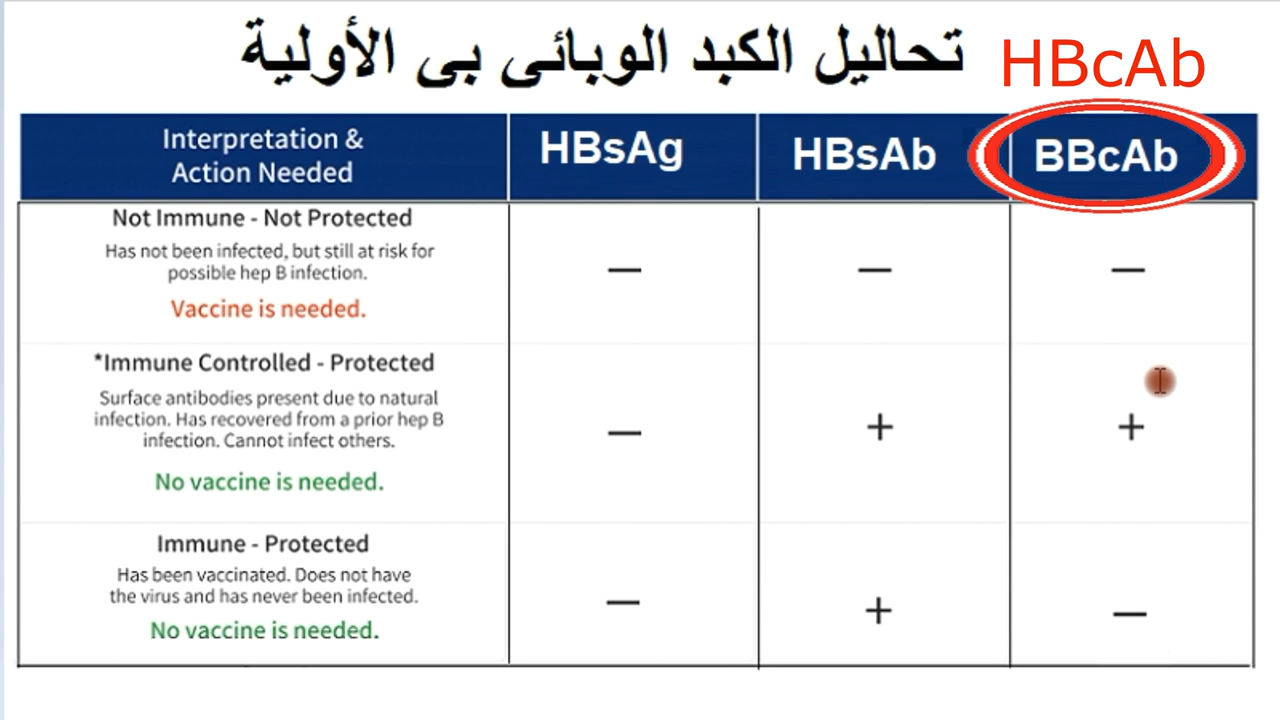 تحاليل الكبد الوبائى بى الأولية
HBcAb
Interpretation &
Action Needed
HBsAg
HBsAb
BBcAb
Not Immune - Not Protected
Has not been infected, but still at risk for
possible hep B infection.
Vaccine is needed.
—
—
—
*Immune Controlled - Protected
Surface antibodies present due to natural
infection. Has recovered from a prior hep B
infection. Cannot infect others.
No vaccine is needed.
—
+
+
Immune - Protected
Has been vaccinated. Does not have
the virus and has never been infected.
No vaccine is needed.
—
+
—